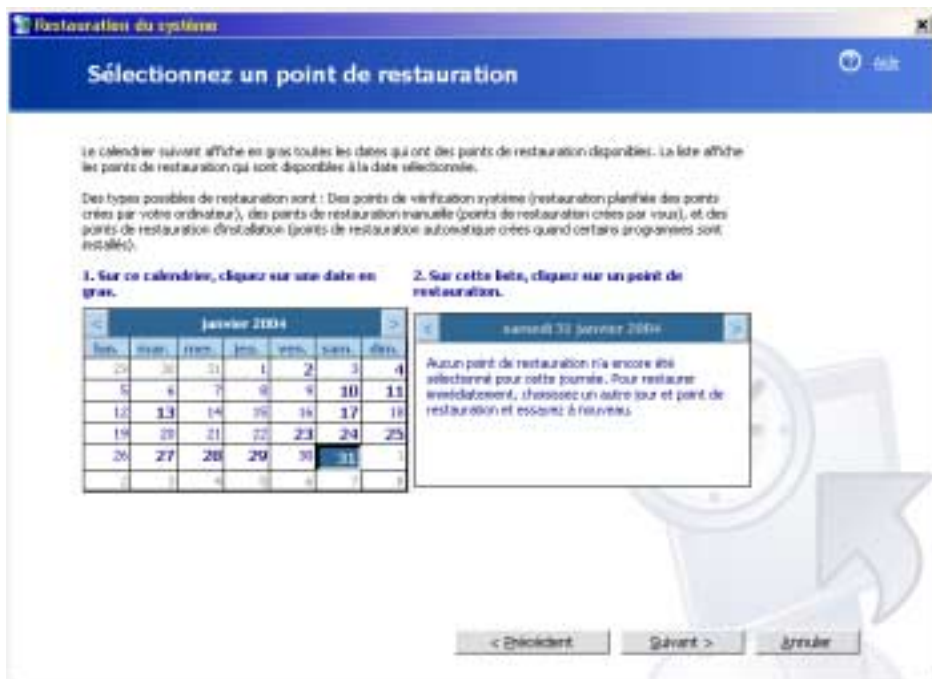 Restauration du système
Sélectionnez un point de restauration
Aide
Le calendrier suivant affiche en gras toutes les dates qui ont des points de restauration disponibles. La liste affiche
les points de restauration qui sont disponibles à la date sélectionnée.
Des types possibles de restauration sont : Des points de vérification système (restauration planifiée des points
crées par votre ordinateur), des points de restauration manuelle (points de restauration crées par vous), et des
points de restauration d'installation (points de restauration automatique crées quand certains programmes sont
installés).
1. Sur ce calendrier, cliquez sur une date en
gras.
2. Sur cette liste, cliquez sur un point de
restauration.
< janvier 2004 >
lun. mar. mer. jeu. ven. sam. dim.
29 30 31 1 2 3 4
5 6 7 8 9 10 11
12 13 14 15 16 17 18
19 20 21 22 23 24 25
26 27 28 29 30 31 1
2 3 4 5 6 7 8
< samedi 31 janvier 2004 >
Aucun point de restauration n'a encore été
sélectionné pour cette journée. Pour restaurer
immédiatement, choisissez un autre jour et point de
restauration et essayez à nouveau.
< Précédent
Suivant >
Annuler